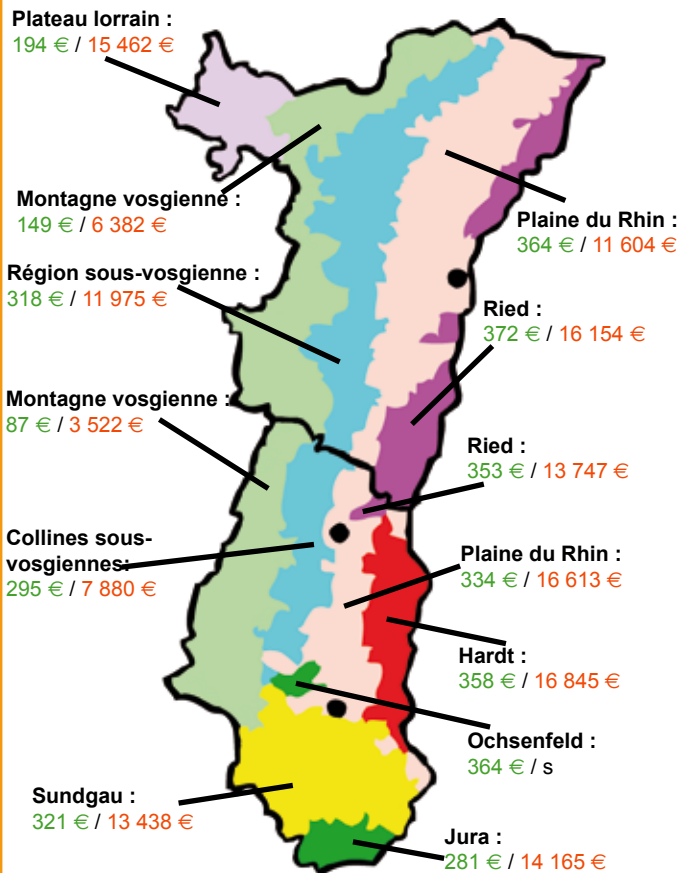 Plateau lorrain :
194 € / 15 462 €
Montagne vosgienne :
149 € / 6 382 €
Plaine du Rhin :
364 € / 11 604 €
Région sous-vosgienne :
318 € / 11 975 €
Ried :
372 € / 16 154 €
Montagne vosgienne :
87 € / 3 522 €
Ried :
353 € / 13 747 €
Collines sous-
vosgiennes:
295 € / 7 880 €
Plaine du Rhin :
334 € / 16 613 €
Hardt :
358 € / 16 845 €
Ochsenfeld :
364 € / s
Sundgau :
321 € / 13 438 €
Jura :
281 € / 14 165 €